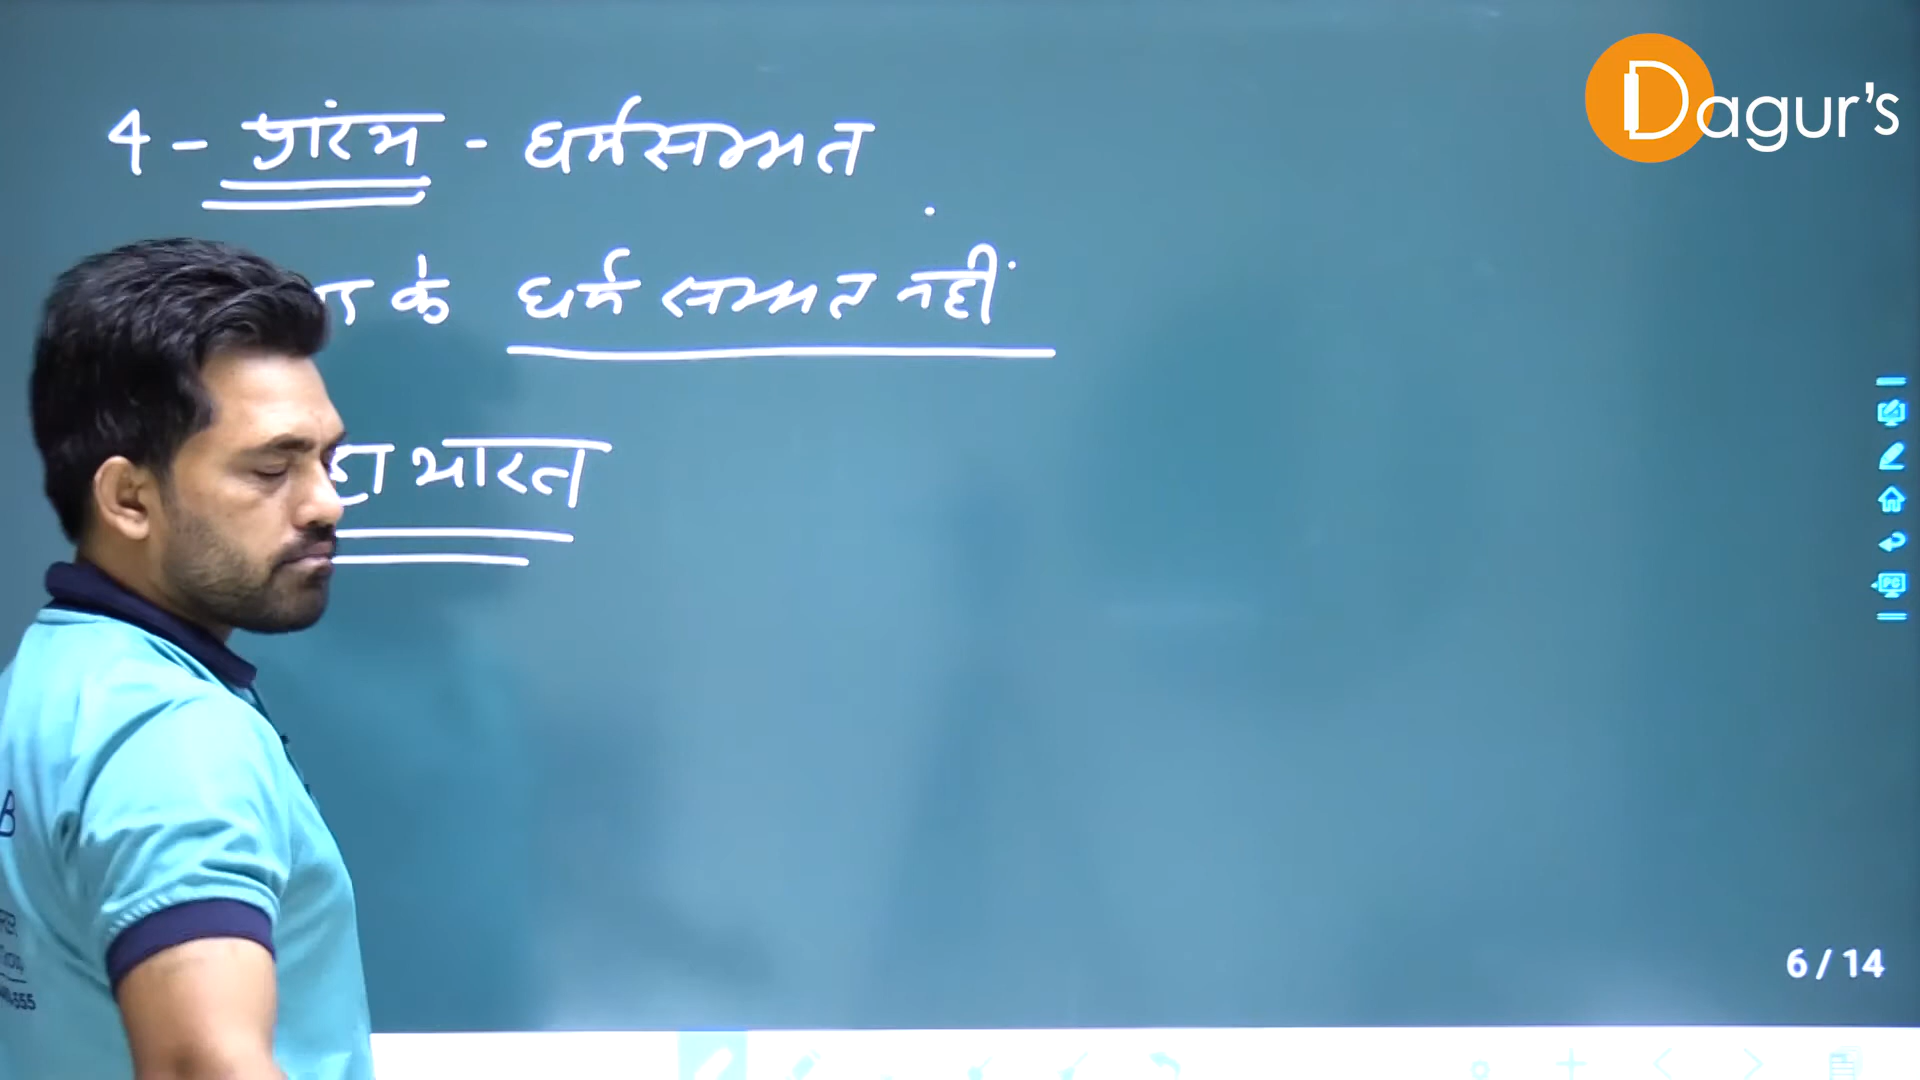 Dagur's
4 - प्रारंभ - धर्मसम्मत
के धर्म सम्मत नहीं
हा भारत
6 / 14